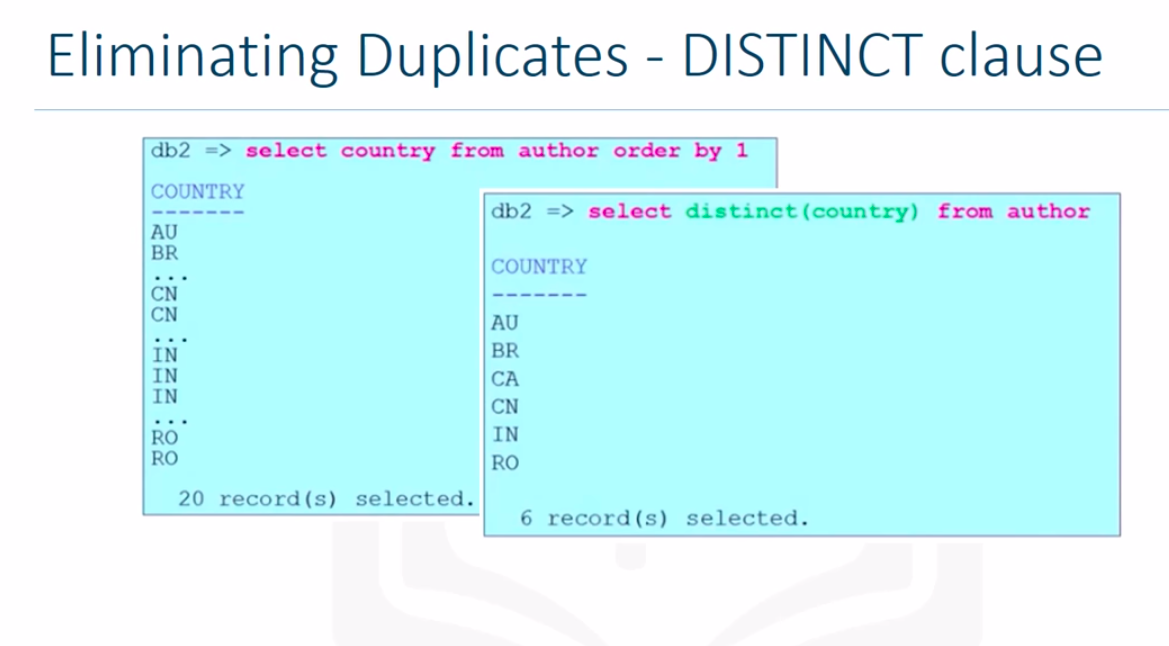 Eliminating Duplicates - DISTINCT clause
db2 => select country from author order by 1
COUNTRY
-------
AU
BR
...
CN
CN
...
IN
IN
IN
...
RO
RO
20 record(s) selected.
db2 => select distinct(country) from author
COUNTRY
-------
AU
BR
CA
CN
IN
RO
6 record(s) selected.